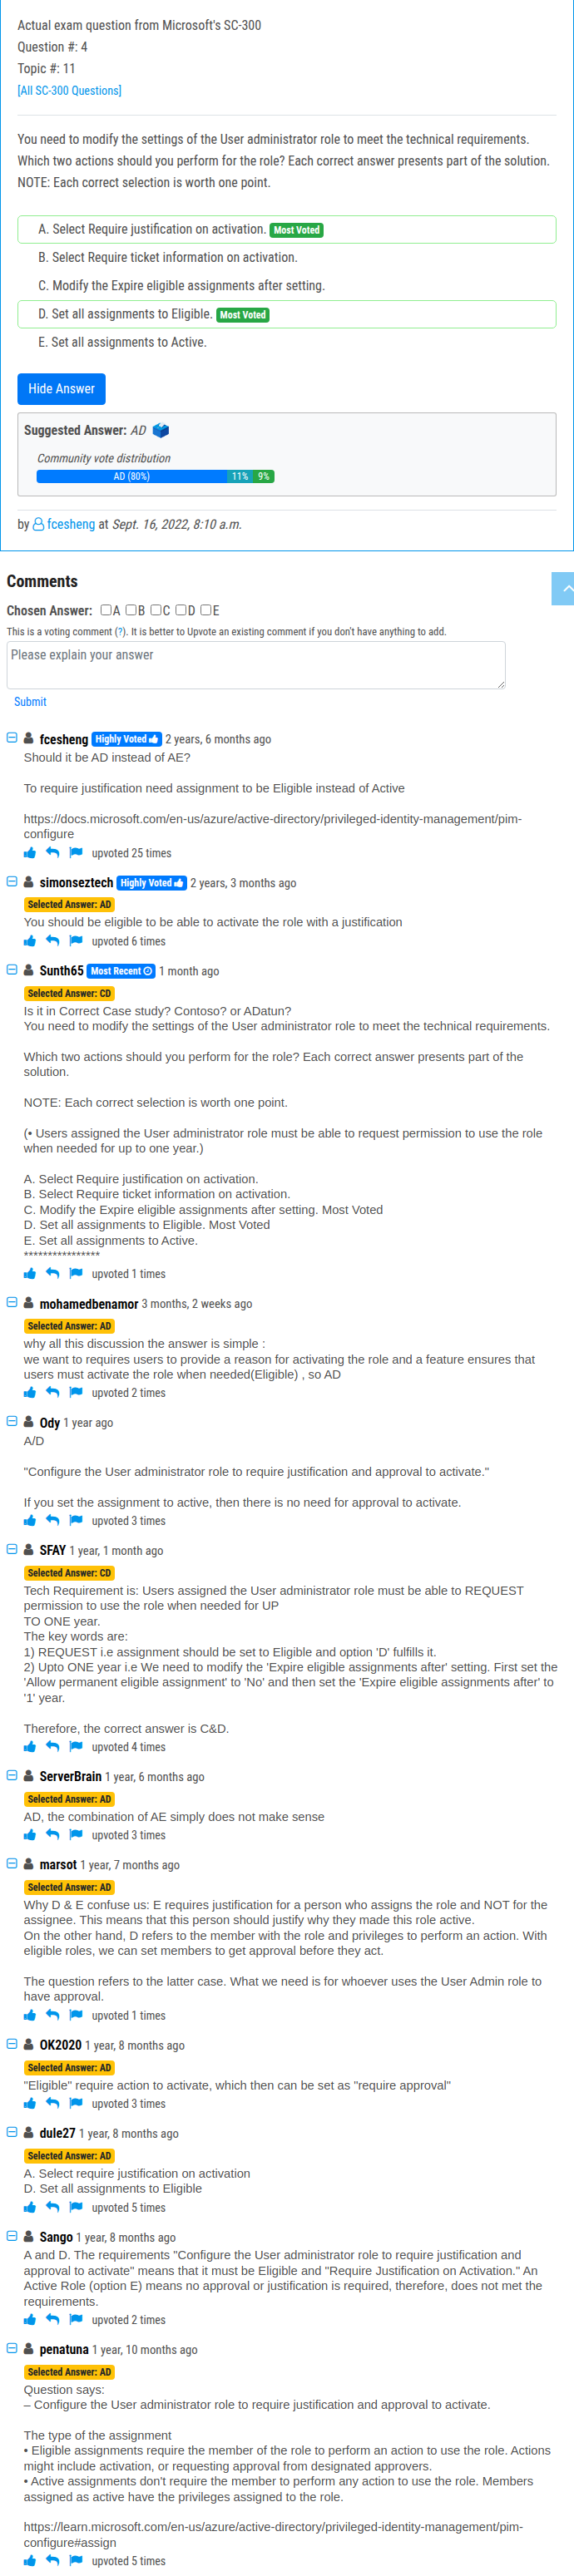 Actual exam question from Microsoft's SC-300
Question #: 4
Topic #: 11
[All SC-300 Questions]
You need to modify the settings of the User administrator role to meet the technical requirements.
Which two actions should you perform for the role? Each correct answer presents part of the solution.
NOTE: Each correct selection is worth one point.
A. Select Require justification on activation. Most Voted
B. Select Require ticket information on activation.
C. Modify the Expire eligible assignments after setting.
D. Set all assignments to Eligible. Most Voted
E. Set all assignments to Active.
Hide Answer
Suggested Answer: AD
Community vote distribution
AD (80%) 11% 9%
by fcesheng at Sept. 16, 2022, 8:10 a.m.
Comments
Chosen Answer: A B C D E
This is a voting comment (?). It is better to Upvote an existing comment if you don't have anything to add.
Please explain your answer
Submit
fcesheng Highly Voted 2 years, 6 months ago
Should it be AD instead of AE?
To require justification need assignment to be Eligible instead of Active
https://docs.microsoft.com/en-us/azure/active-directory/privileged-identity-management/pim-
configure
upvoted 25 times
simonseztech Highly Voted 2 years, 3 months ago
Selected Answer: AD
You should be eligible to be able to activate the role with a justification
upvoted 6 times
Sunth65 Most Recent 1 month ago
Selected Answer: CD
Is it in Correct Case study? Contoso? or ADatun?
You need to modify the settings of the User administrator role to meet the technical requirements.
Which two actions should you perform for the role? Each correct answer presents part of the
solution.
NOTE: Each correct selection is worth one point.
(• Users assigned the User administrator role must be able to request permission to use the role
when needed for up to one year.)
A. Select Require justification on activation.
B. Select Require ticket information on activation.
C. Modify the Expire eligible assignments after setting. Most Voted
D. Set all assignments to Eligible. Most Voted
E. Set all assignments to Active.
****************
upvoted 1 times
mohamedbenamor 3 months, 2 weeks ago
Selected Answer: AD
why all this discussion the answer is simple :
we want to requires users to provide a reason for activating the role and a feature ensures that
users must activate the role when needed(Eligible) , so AD
upvoted 2 times
Ody 1 year ago
A/D
"Configure the User administrator role to require justification and approval to activate."
If you set the assignment to active, then there is no need for approval to activate.
upvoted 3 times
SFAY 1 year, 1 month ago
Selected Answer: CD
Tech Requirement is: Users assigned the User administrator role must be able to REQUEST
permission to use the role when needed for UP
TO ONE year.
The key words are:
1) REQUEST i.e assignment should be set to Eligible and option 'D' fulfills it.
2) Upto ONE year i.e We need to modify the 'Expire eligible assignments after' setting. First set the
'Allow permanent eligible assignment' to 'No' and then set the 'Expire eligible assignments after' to
'1' year.
Therefore, the correct answer is C&D.
upvoted 4 times
ServerBrain 1 year, 6 months ago
Selected Answer: AD
AD, the combination of AE simply does not make sense
upvoted 3 times
marsot 1 year, 7 months ago
Selected Answer: AD
Why D & E confuse us: E requires justification for a person who assigns the role and NOT for the
assignee. This means that this person should justify why they made this role active.
On the other hand, D refers to the member with the role and privileges to perform an action. With
eligible roles, we can set members to get approval before they act.
The question refers to the latter case. What we need is for whoever uses the User Admin role to
have approval.
upvoted 1 times
OK2020 1 year, 8 months ago
Selected Answer: AD
"Eligible" require action to activate, which then can be set as "require approval"
upvoted 3 times
dule27 1 year, 8 months ago
Selected Answer: AD
A. Select require justification on activation
D. Set all assignments to Eligible
upvoted 5 times
Sango 1 year, 8 months ago
A and D. The requirements "Configure the User administrator role to require justification and
approval to activate" means that it must be Eligible and "Require Justification on Activation." An
Active Role (option E) means no approval or justification is required, therefore, does not met the
requirements.
upvoted 2 times
penatuna 1 year, 10 months ago
Selected Answer: AD
Question says:
– Configure the User administrator role to require justification and approval to activate.
The type of the assignment
• Eligible assignments require the member of the role to perform an action to use the role. Actions
might include activation, or requesting approval from designated approvers.
• Active assignments don't require the member to perform any action to use the role. Members
assigned as active have the privileges assigned to the role.
https://learn.microsoft.com/en-us/azure/active-directory/privileged-identity-management/pim-
configure#assign
upvoted 5 times